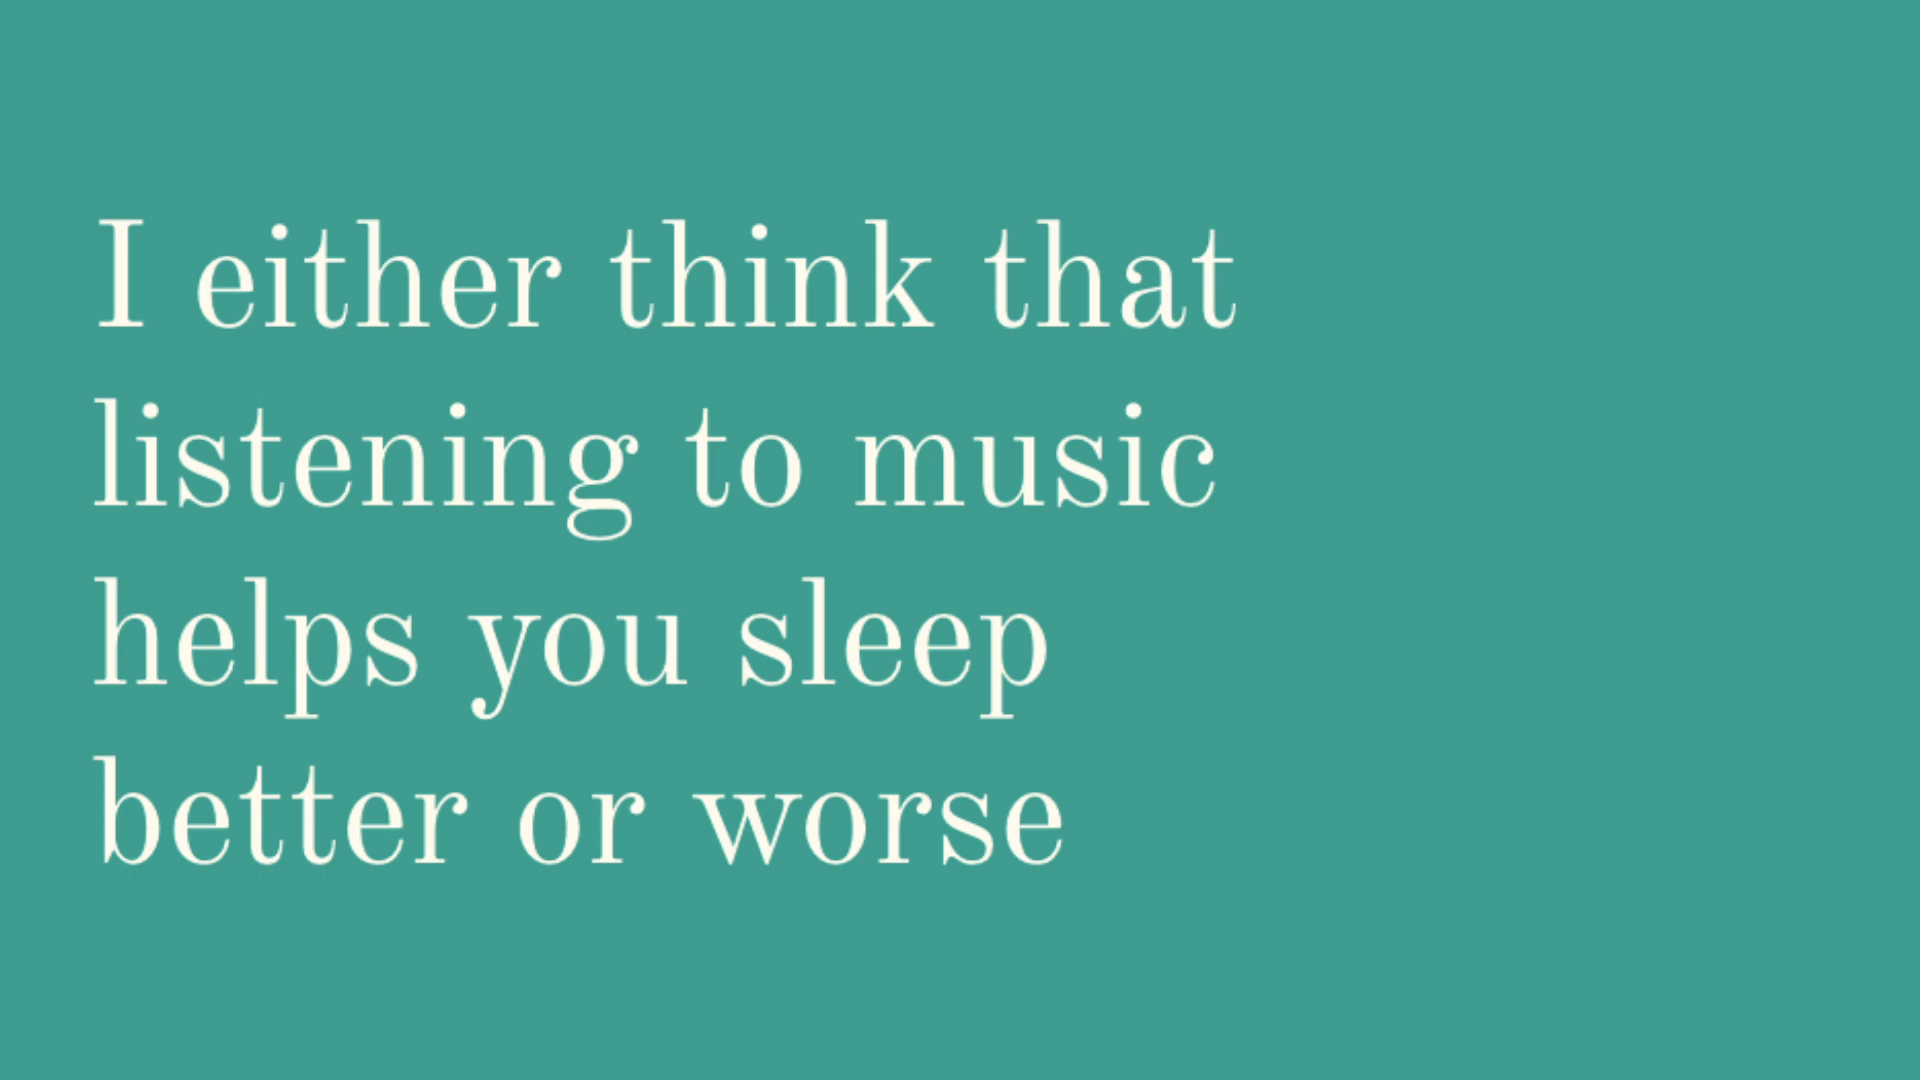 I either think that
listening to music
helps you sleep
better or worse